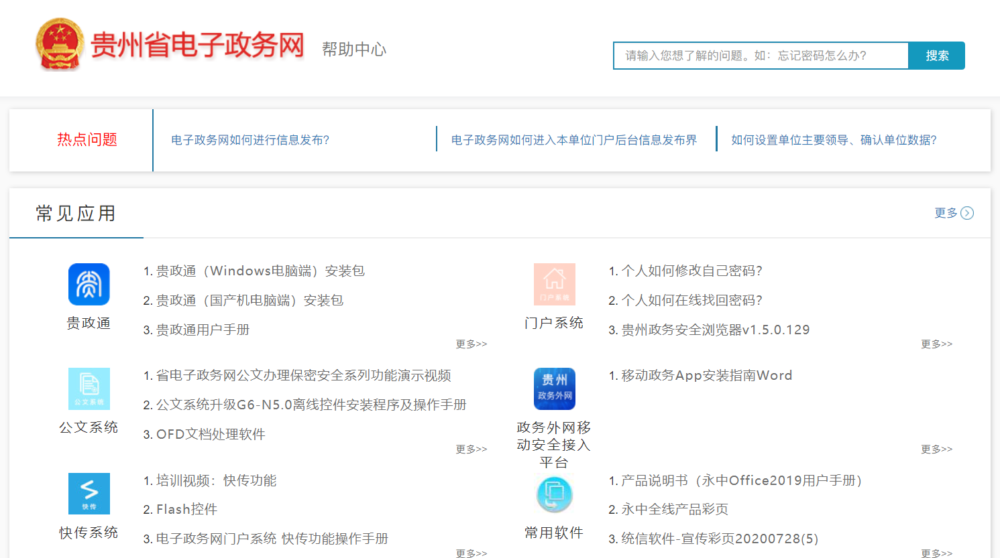 贵州省电子政务网 帮助中心
请输入您想了解的问题。如：忘记密码怎么办？ 搜索
热点问题 电子政务网如何进行信息发布？ 电子政务网如何进入本单位门户后台信息发布界 如何设置单位主要领导、确认单位数据？
常见应用 更多
贵政通
1. 贵政通（Windows电脑端）安装包
2. 贵政通（国产机电脑端）安装包
3. 贵政通用户手册
更多>>
门户系统
门户系统
1. 个人如何修改自己密码？
2. 个人如何在线找回密码？
3. 贵州政务安全浏览器v1.5.0.129
更多>>
公文系统
公文系统
1. 省电子政务网公文办理保密安全系列功能演示视频
2. 公文系统升级G6-N5.0离线控件安装程序及操作手册
3. OFD文档处理软件
更多>>
贵州
政务外网
政务外网移
动安全接入
平台
1. 移动政务App安装指南Word
更多>>
快传
快传系统
1. 培训视频：快传功能
2. Flash控件
3. 电子政务网门户系统 快传功能操作手册
更多>>
常用软件
1. 产品说明书（永中Office2019用户手册）
2. 永中全线产品彩页
3. 统信软件-宣传彩页20200728(5)
更多>>